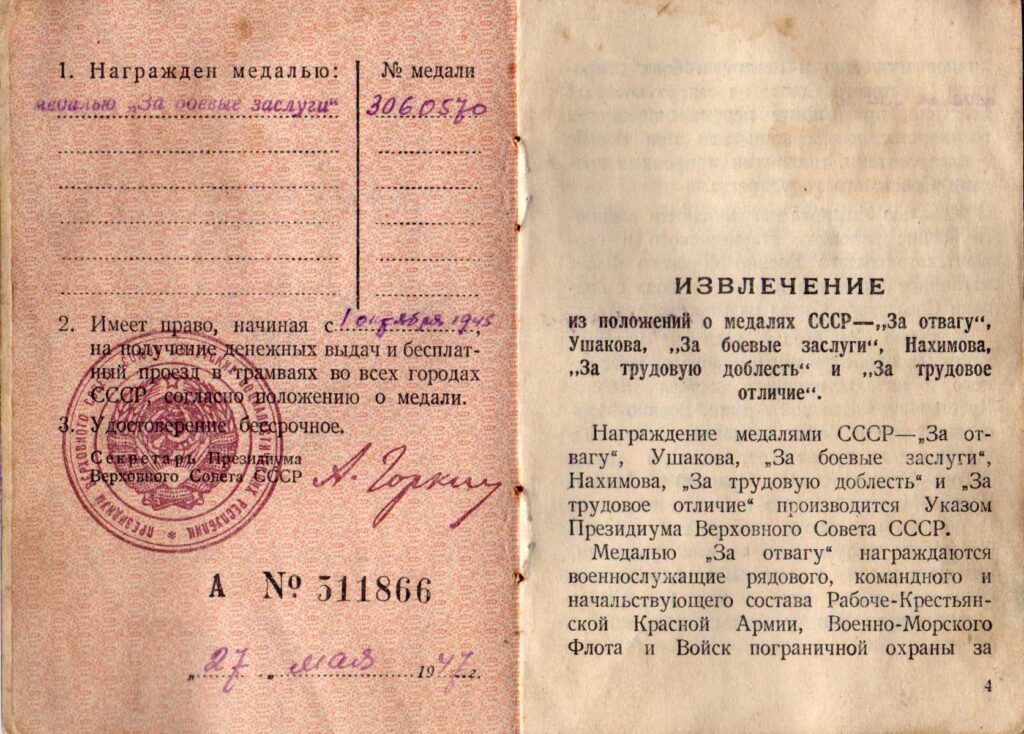 1. Награжден медалью:
№ медали
медалью „За боевые заслуги“
3060570
2. Имеет право, начиная с 1 октября 1945
на получение денежных выдач и бесплат-
ный проезд в трамваях во всех городах
СССР, согласно положению о медали.
3. Удостоверение бессрочное.
Секретарь Президиума
Верховного Совета СССР
А. Горкин
А № 511866
„27„ мая 1947 г.
ИЗВЛЕЧЕНИЕ
из положений о медалях СССР—„За отвагу“,
Ушакова, „За боевые заслуги“, Нахимова,
„За трудовую доблесть“ и „За трудовое
отличие“.
Награждение медалями СССР—„За от-
вагу“, Ушакова, „За боевые заслуги“,
Нахимова, „За трудовую доблесть“ и „За
трудовое отличие“ производится Указом
Президиума Верховного Совета СССР.
Медалью „За отвагу“ награждаются
военнослужащие рядового, командного и
начальствующего состава Рабоче-Крестьян-
ской Красной Армии, Военно-Морского
Флота и Войск пограничной охраны за
4